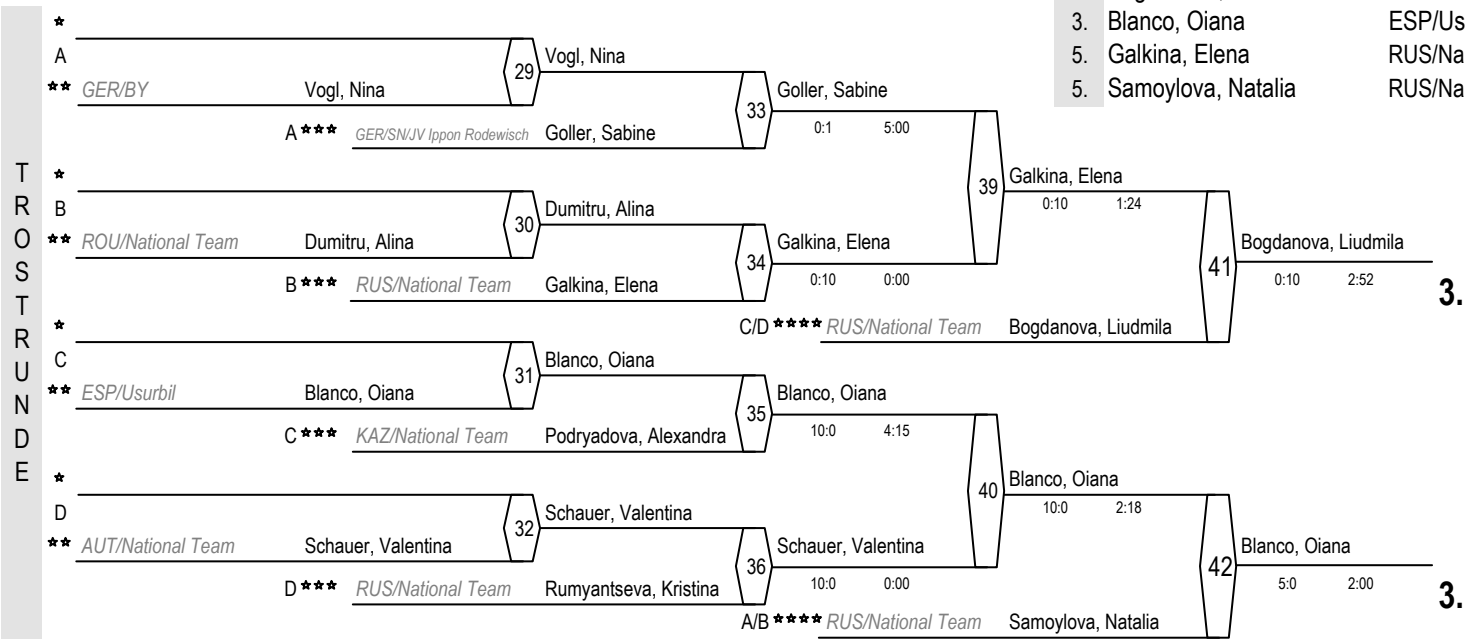 3. Blanco, Oiana ESP/Us
5. Galkina, Elena RUS/Na
5. Samoylova, Natalia RUS/Na
TROSTRUNDE
A
GER/BY Vogl, Nina
29
Vogl, Nina
A GER/SN/JV Ippon Rodewisch Goller, Sabine
33
Goller, Sabine
0:1 5:00
B
ROU/National Team Dumitru, Alina
30
Dumitru, Alina
B RUS/National Team Galkina, Elena
34
Galkina, Elena
0:10 0:00
39
Galkina, Elena
0:10 1:24
C/D RUS/National Team Bogdanova, Liudmila
41
Bogdanova, Liudmila
0:10 2:52
3.
C
ESP/Usurbil Blanco, Oiana
31
Blanco, Oiana
C KAZ/National Team Podryadova, Alexandra
35
Blanco, Oiana
10:0 4:15
D
AUT/National Team Schauer, Valentina
32
Schauer, Valentina
D RUS/National Team Rumyantseva, Kristina
36
Schauer, Valentina
10:0 0:00
40
Blanco, Oiana
10:0 2:18
A/B RUS/National Team Samoylova, Natalia
42
Blanco, Oiana
5:0 2:00
3.